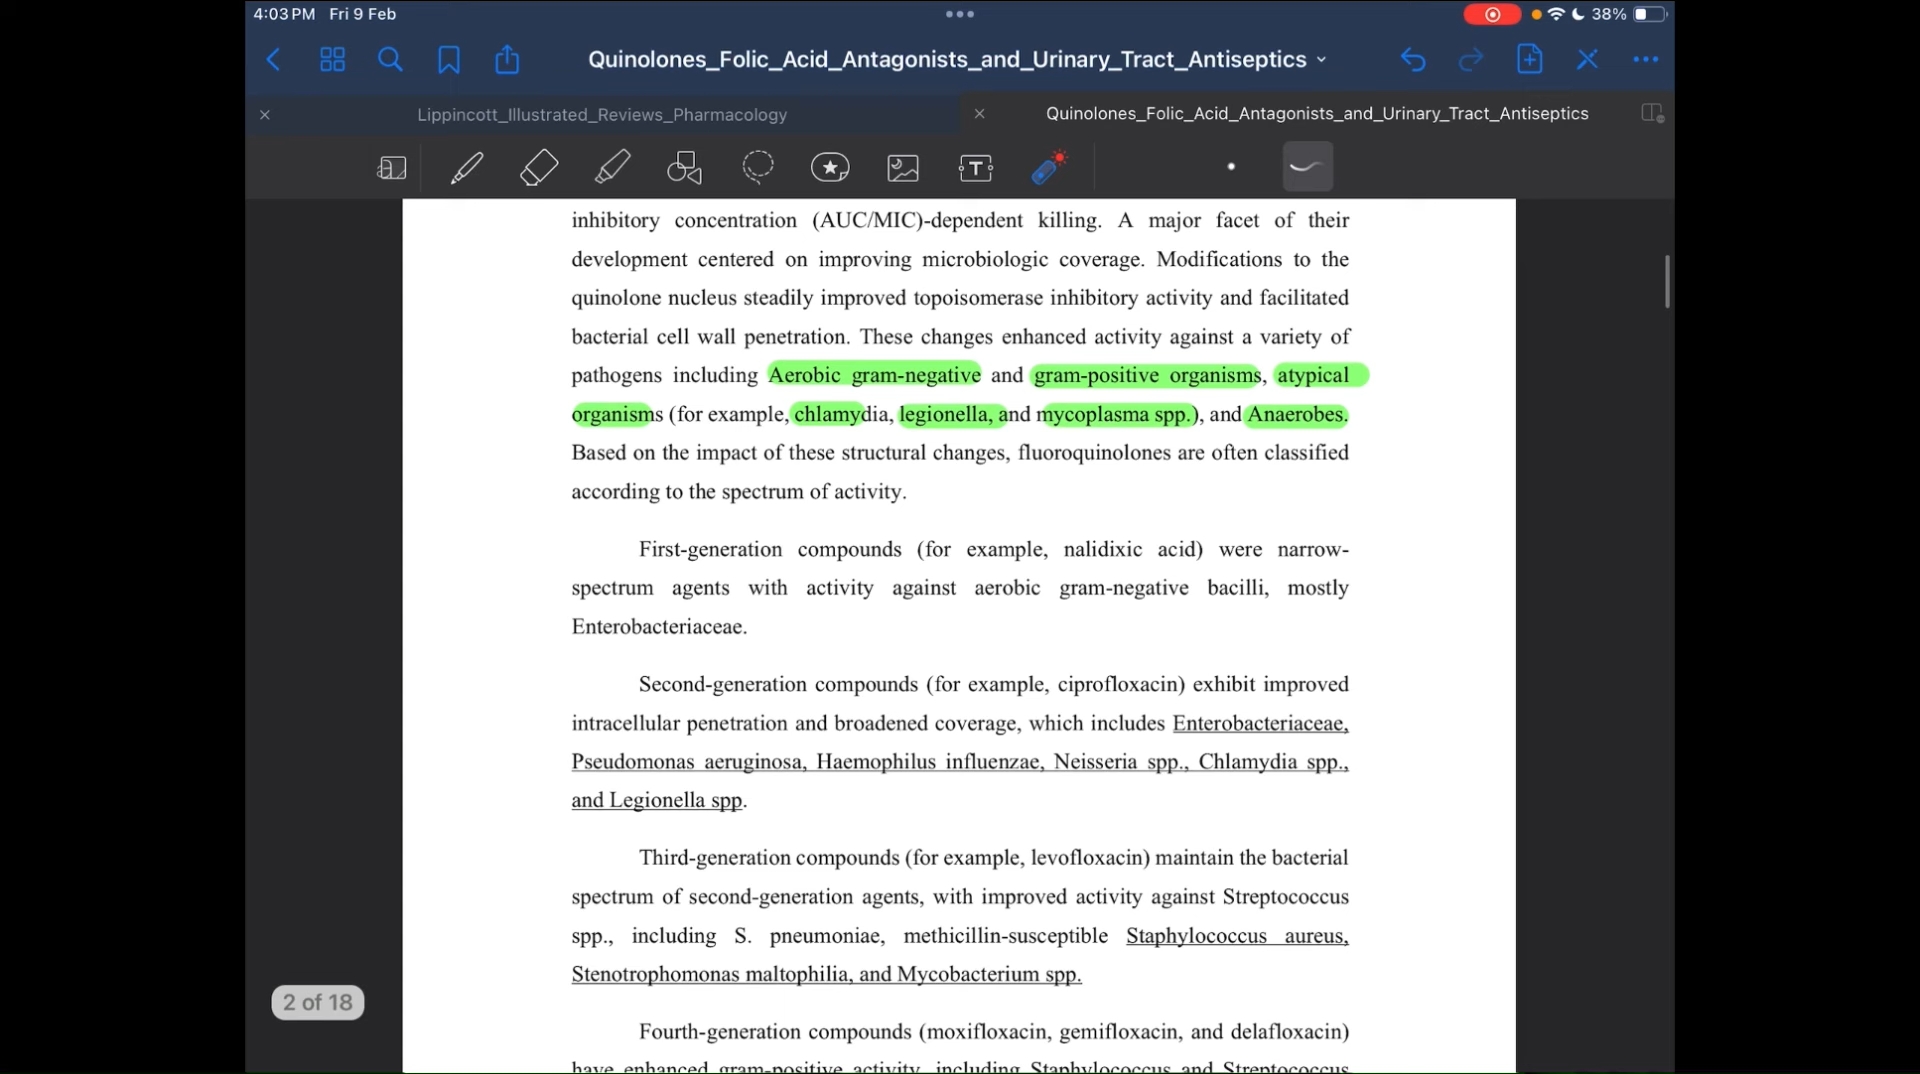 4:03 PM Fri 9 Feb
38%
Quinolones_Folic_Acid_Antagonists_and_Urinary_Tract_Antiseptics
Lippincott_Illustrated_Reviews_Pharmacology
Quinolones_Folic_Acid_Antagonists_and_Urinary_Tract_Antiseptics
T
inhibitory concentration (AUC/MIC)-dependent killing. A major facet of their
development centered on improving microbiologic coverage. Modifications to the
quinolone nucleus steadily improved topoisomerase inhibitory activity and facilitated
bacterial cell wall penetration. These changes enhanced activity against a variety of
pathogens including Aerobic gram-negative and gram-positive organisms, atypical
organisms (for example, chlamydia, legionella, and mycoplasma spp.), and Anaerobes.
Based on the impact of these structural changes, fluoroquinolones are often classified
according to the spectrum of activity.
First-generation compounds (for example, nalidixic acid) were narrow-
spectrum agents with activity against aerobic gram-negative bacilli, mostly
Enterobacteriaceae.
Second-generation compounds (for example, ciprofloxacin) exhibit improved
intracellular penetration and broadened coverage, which includes Enterobacteriaceae,
Pseudomonas aeruginosa, Haemophilus influenzae, Neisseria spp., Chlamydia spp.,
and Legionella spp.
Third-generation compounds (for example, levofloxacin) maintain the bacterial
spectrum of second-generation agents, with improved activity against Streptococcus
spp., including S. pneumoniae, methicillin-susceptible Staphylococcus aureus,
Stenotrophomonas maltophilia, and Mycobacterium spp.
2 of 18
Fourth-generation compounds (moxifloxacin, gemifloxacin, and delafloxacin)
have enhanced gram-positive activity, including Staphylococcus and Streptococcus